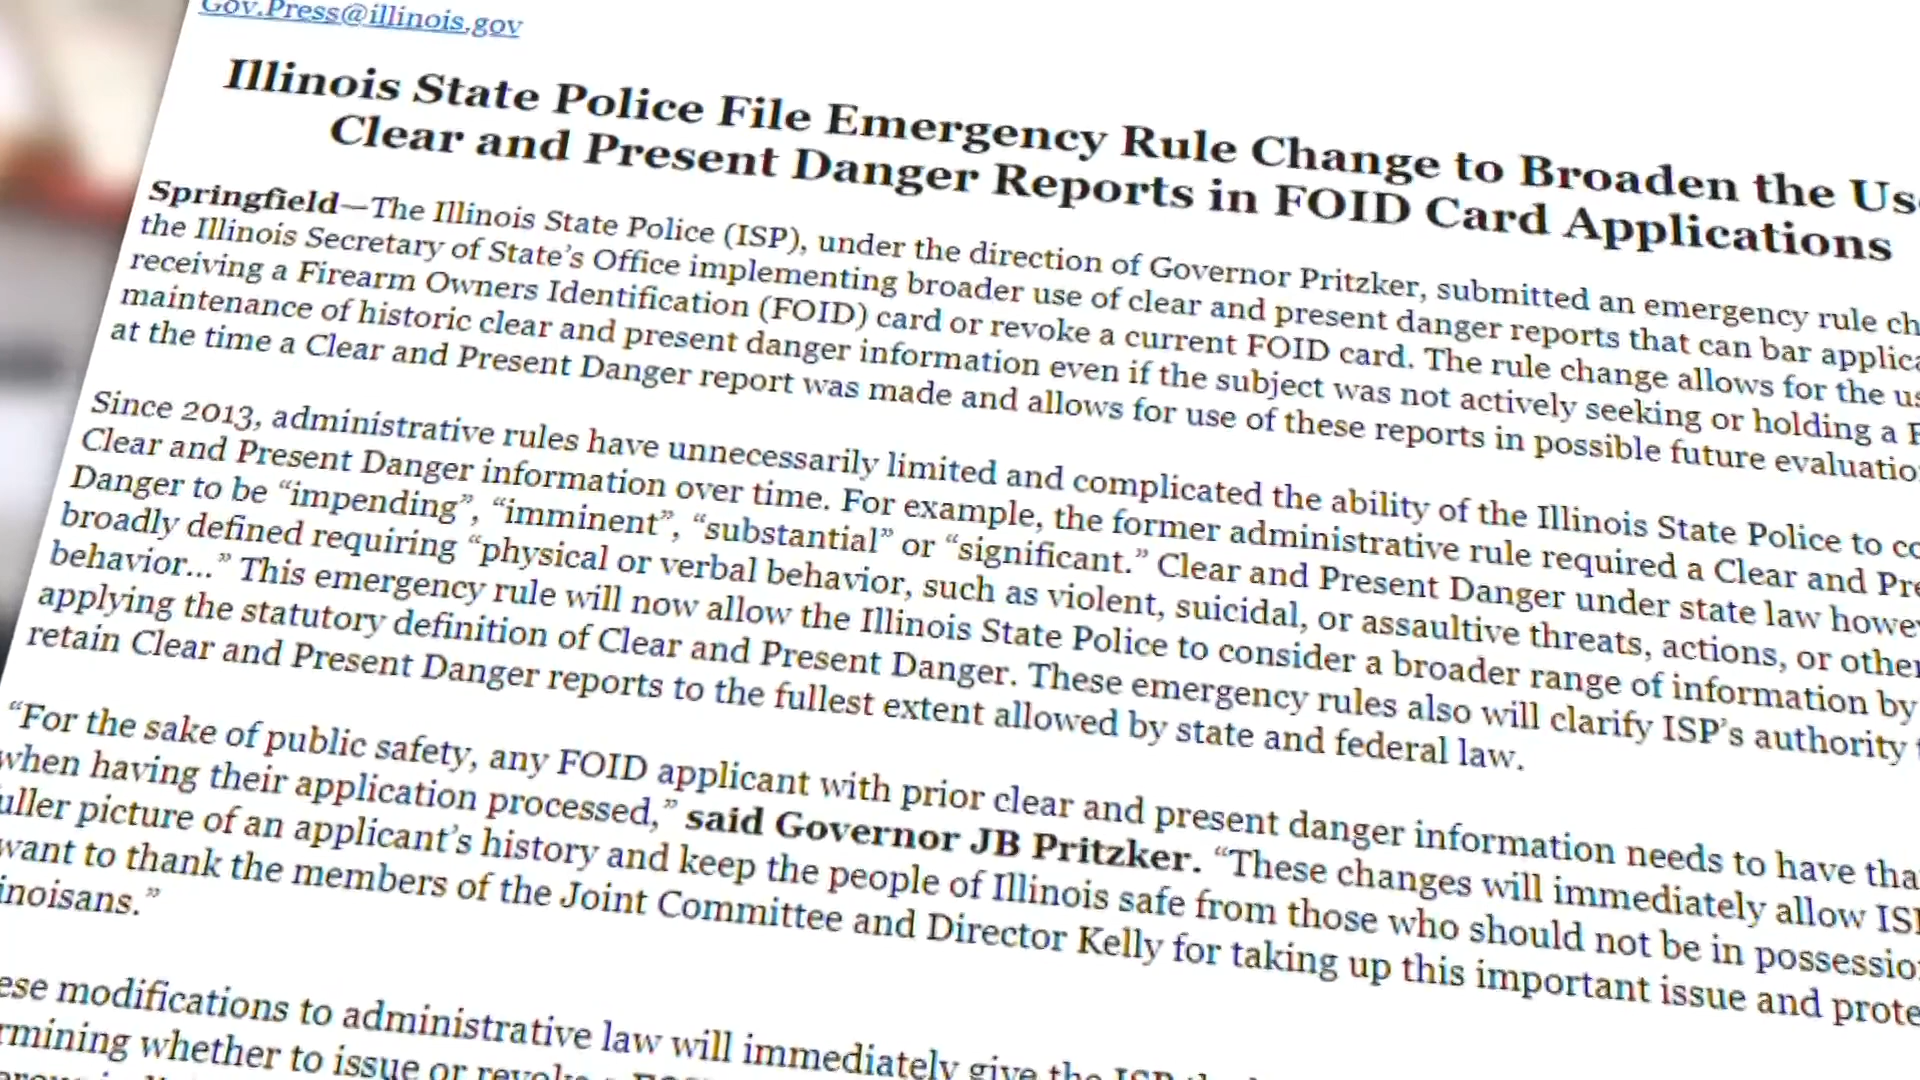 Gov.Press@illinois.gov
Illinois State Police File Emergency Rule Change to Broaden the
Clear and Present Danger Reports in FOID Card Applications
Springfield—The Illinois State Police (ISP), under the direction of Governor Pritzker, submitted an emergency rule
the Illinois Secretary of State’s Office implementing broader use of clear and present danger reports that can bar
receiving a Firearm Owners Identification (FOID) card or revoke a current FOID card. The rule change allows for the
maintenance of historic clear and present danger information even if the subject was not actively seeking or holding a
at the time a Clear and Present Danger report was made and allows for use of these reports in possible future
Since 2013, administrative rules have unnecessarily limited and complicated the ability of the Illinois State Police to
Clear and Present Danger information over time. For example, the former administrative rule required a Clear and
Danger to be “impending”, “imminent”, “substantial” or “significant.” Clear and Present Danger under state law
broadly defined requiring “physical or verbal behavior, such as violent, suicidal, or assaultive threats, actions, or other
behavior...” This emergency rule will now allow the Illinois State Police to consider a broader range of information by
applying the statutory definition of Clear and Present Danger. These emergency rules also will clarify ISP’s authority
retain Clear and Present Danger reports to the fullest extent allowed by state and federal law.
“For the sake of public safety, any FOID applicant with prior clear and present danger information needs to have
when having their application processed,” said Governor JB Pritzker. “These changes will immediately allow
uller picture of an applicant’s history and keep the people of Illinois safe from those who should not be in
want to thank the members of the Joint Committee and Director Kelly for taking up this important issue and
inoisans.”
ese modifications to administrative law will immediately give the ISP
rmining whether to issue or